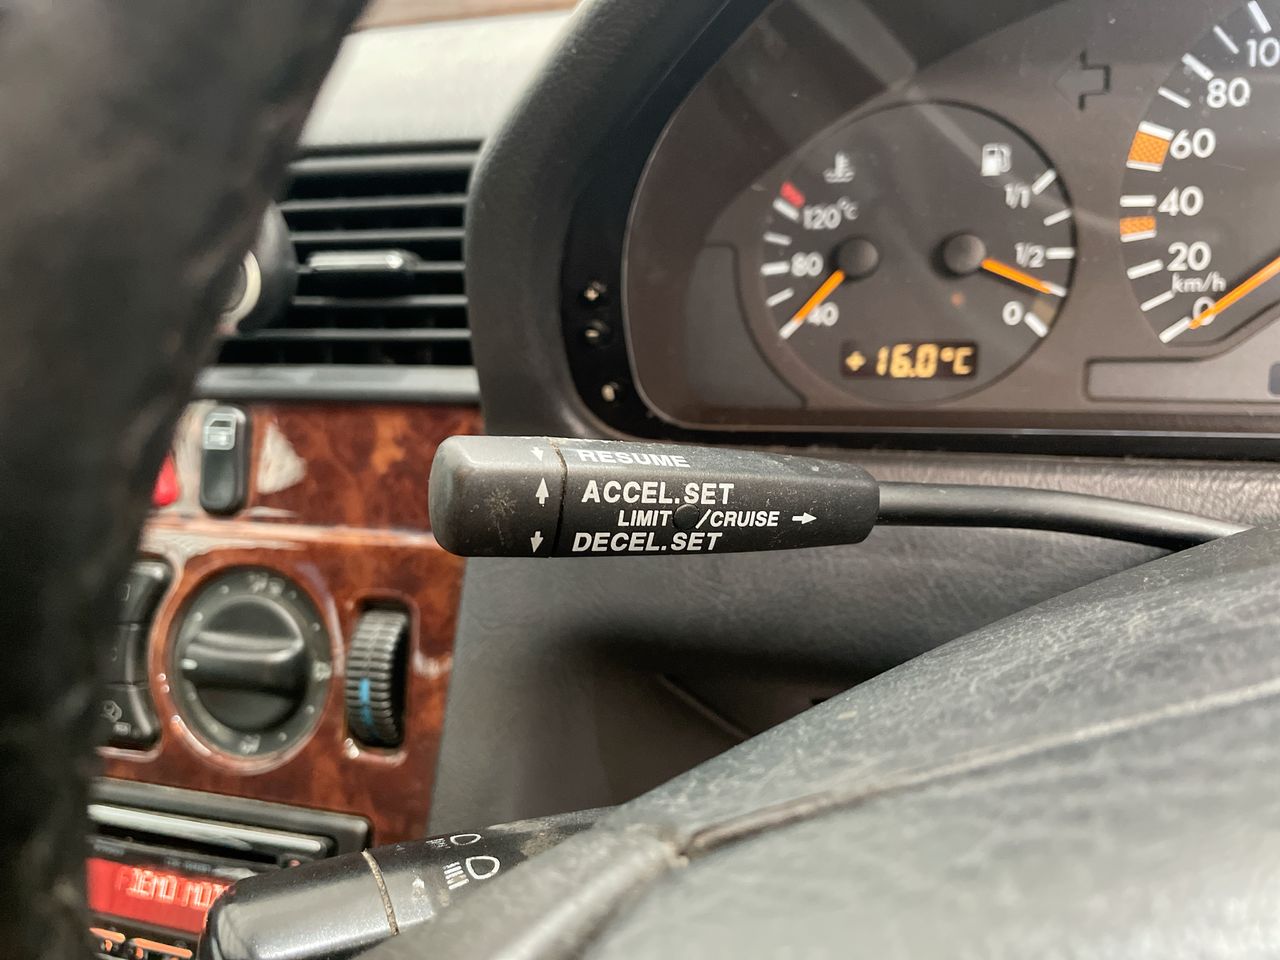 RESUME
ACCEL.SET
LIMIT /CRUISE →
DECEL.SET
120°C
80
40
1/1
1/2
0
+16.0°C
10
80
60
40
20
km/h
0